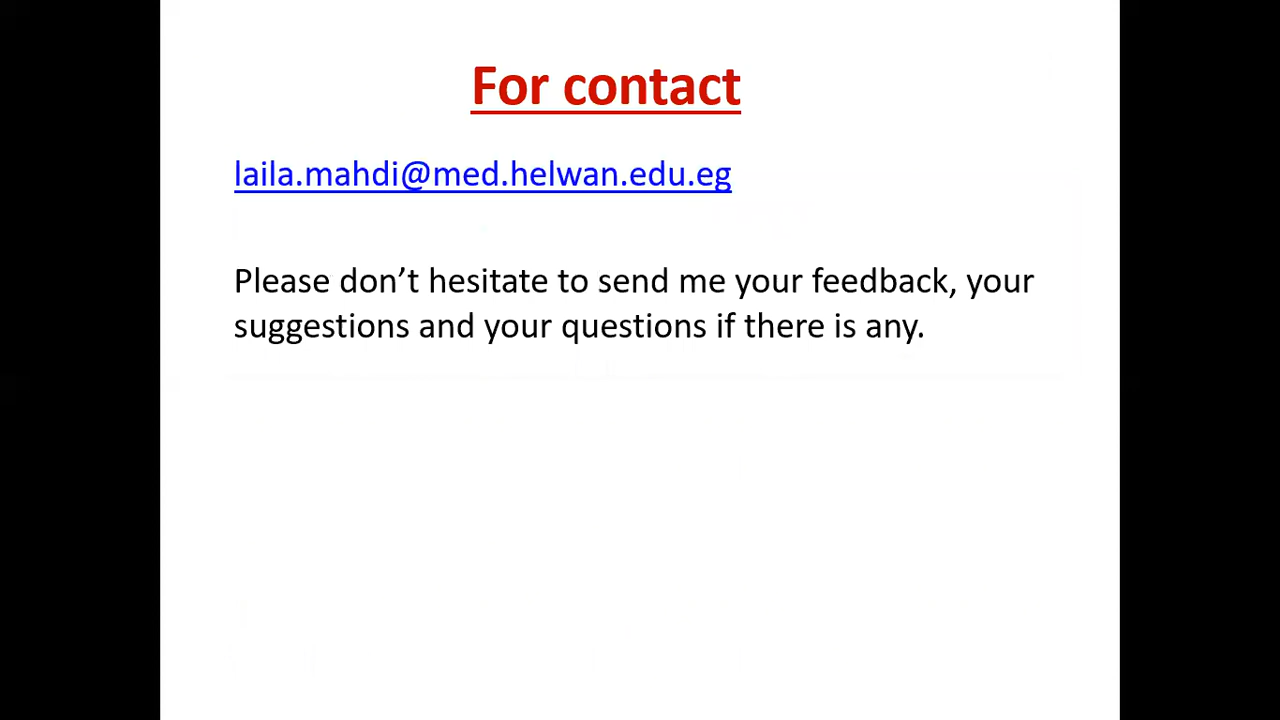 For contact
laila.mahdi@med.helwan.edu.eg
Please don’t hesitate to send me your feedback, your
suggestions and your questions if there is any.